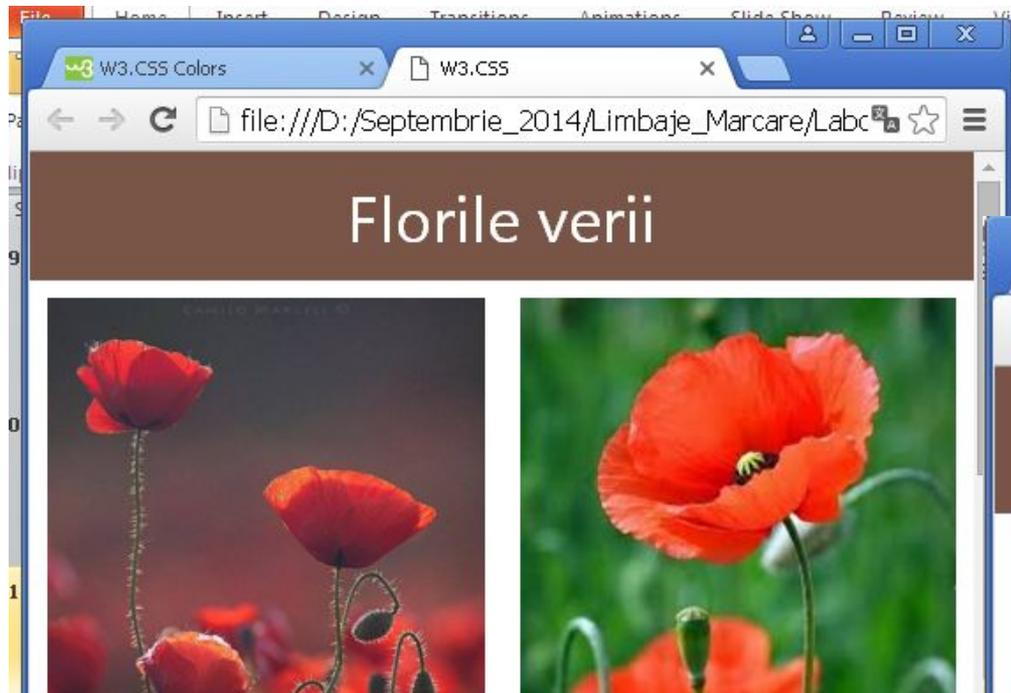 File Home Insert Design Transitions Animations Slide Show Review
W3.CSS Colors
W3.CSS
file:///D:/Septembrie_2014/Limbaje_Marcare/Labo
Florile verii